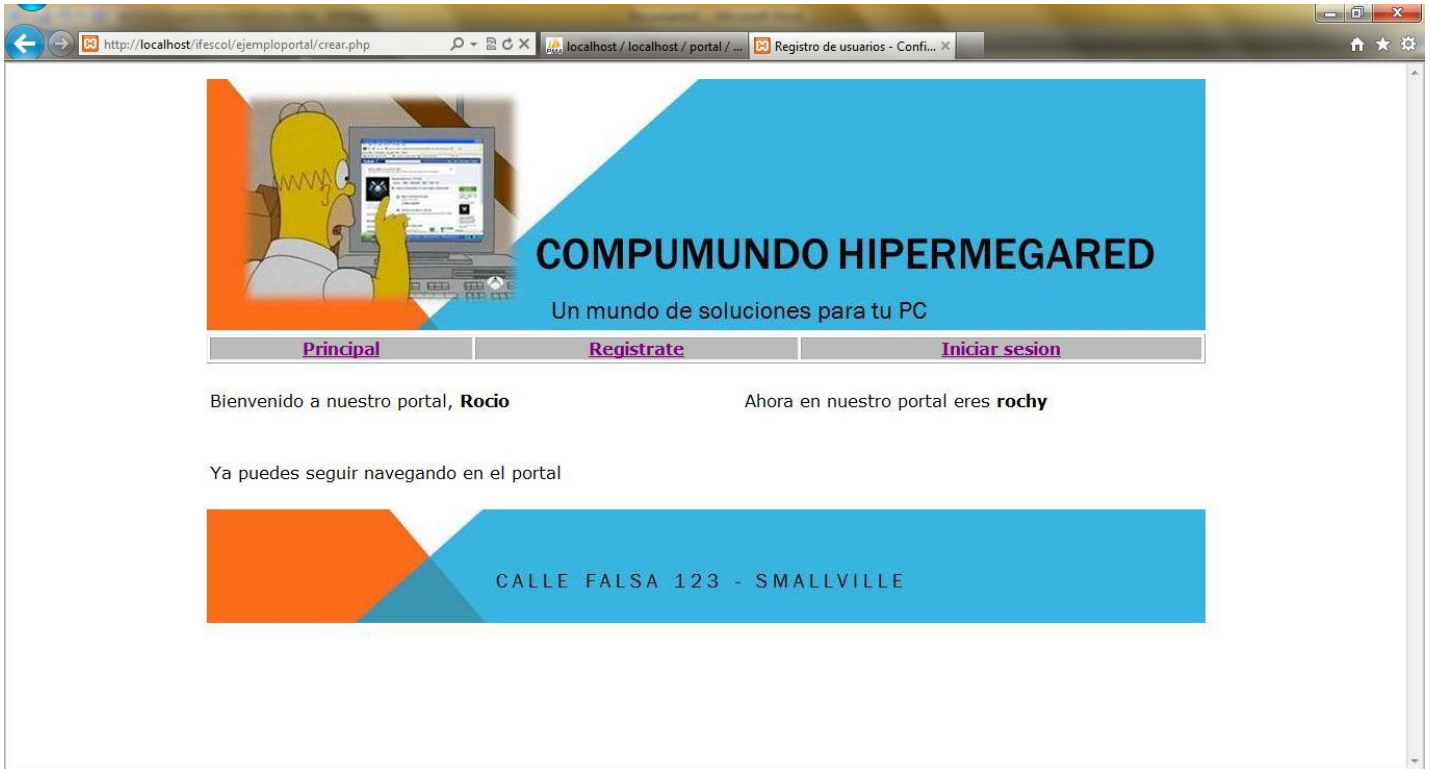 http://localhost/ifescol/ejemploportal/crear.php
localhost / localhost / portal / ...
Registro de usuarios - Confi...
COMPUMUNDO HIPERMEGARED
Un mundo de soluciones para tu PC
Principal
Registrate
Iniciar sesion
Bienvenido a nuestro portal, Rocio
Ahora en nuestro portal eres rochy
Ya puedes seguir navegando en el portal
CALLE FALSA 123 - SMALLVILLE